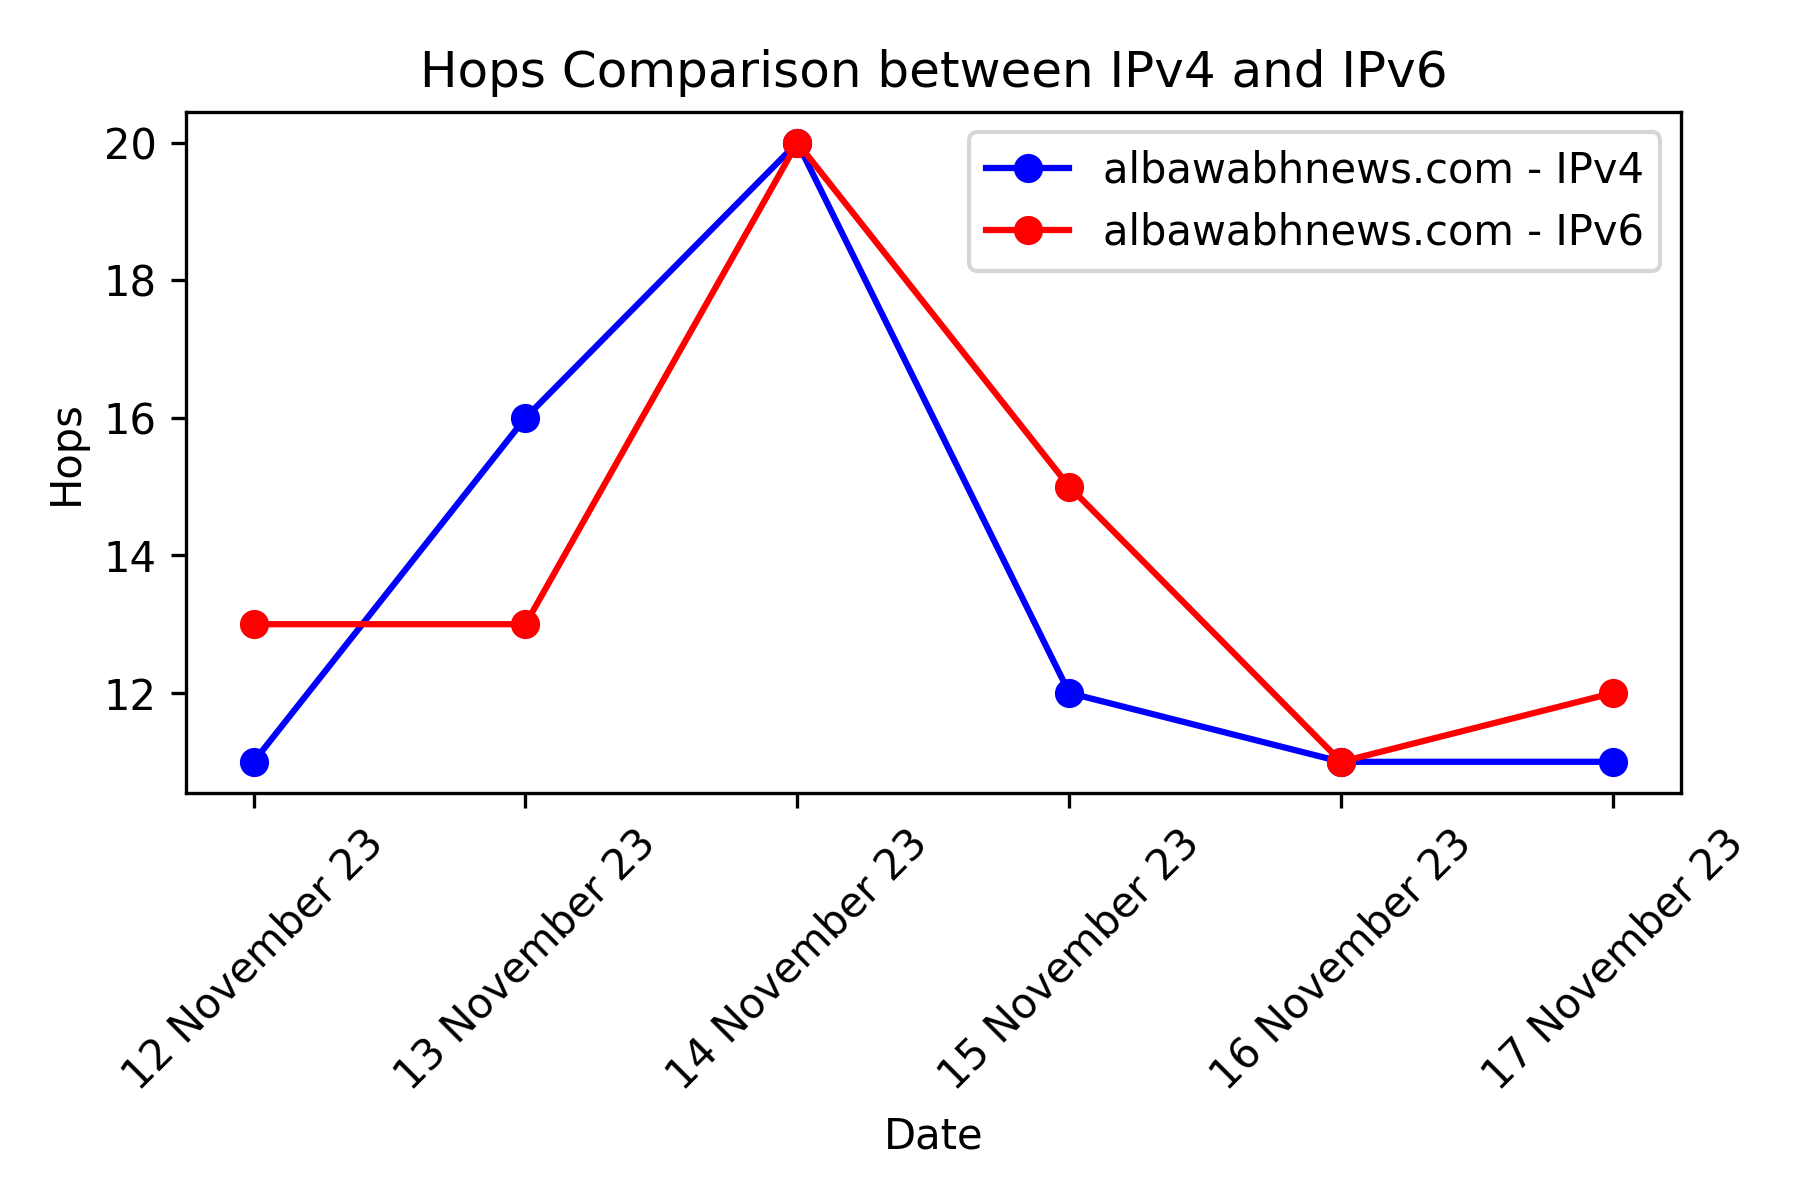 Hops Comparison between IPv4 and IPv6
albawabhnews.com - IPv4
albawabhnews.com - IPv6
Hops
20
18
16
14
12
12 November 23
13 November 23
14 November 23
15 November 23
16 November 23
17 November 23
Date